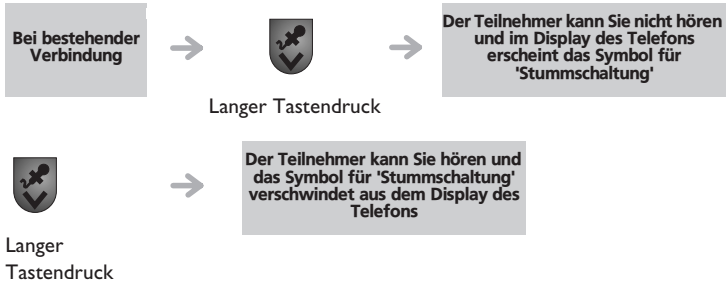 Bei bestehender
Verbindung
Langer Tastendruck
Der Teilnehmer kann Sie nicht hören
und im Display des Telefons
erscheint das Symbol für
'Stummschaltung'
Langer
Tastendruck
Der Teilnehmer kann Sie hören und
das Symbol für 'Stummschaltung'
verschwindet aus dem Display des
Telefons